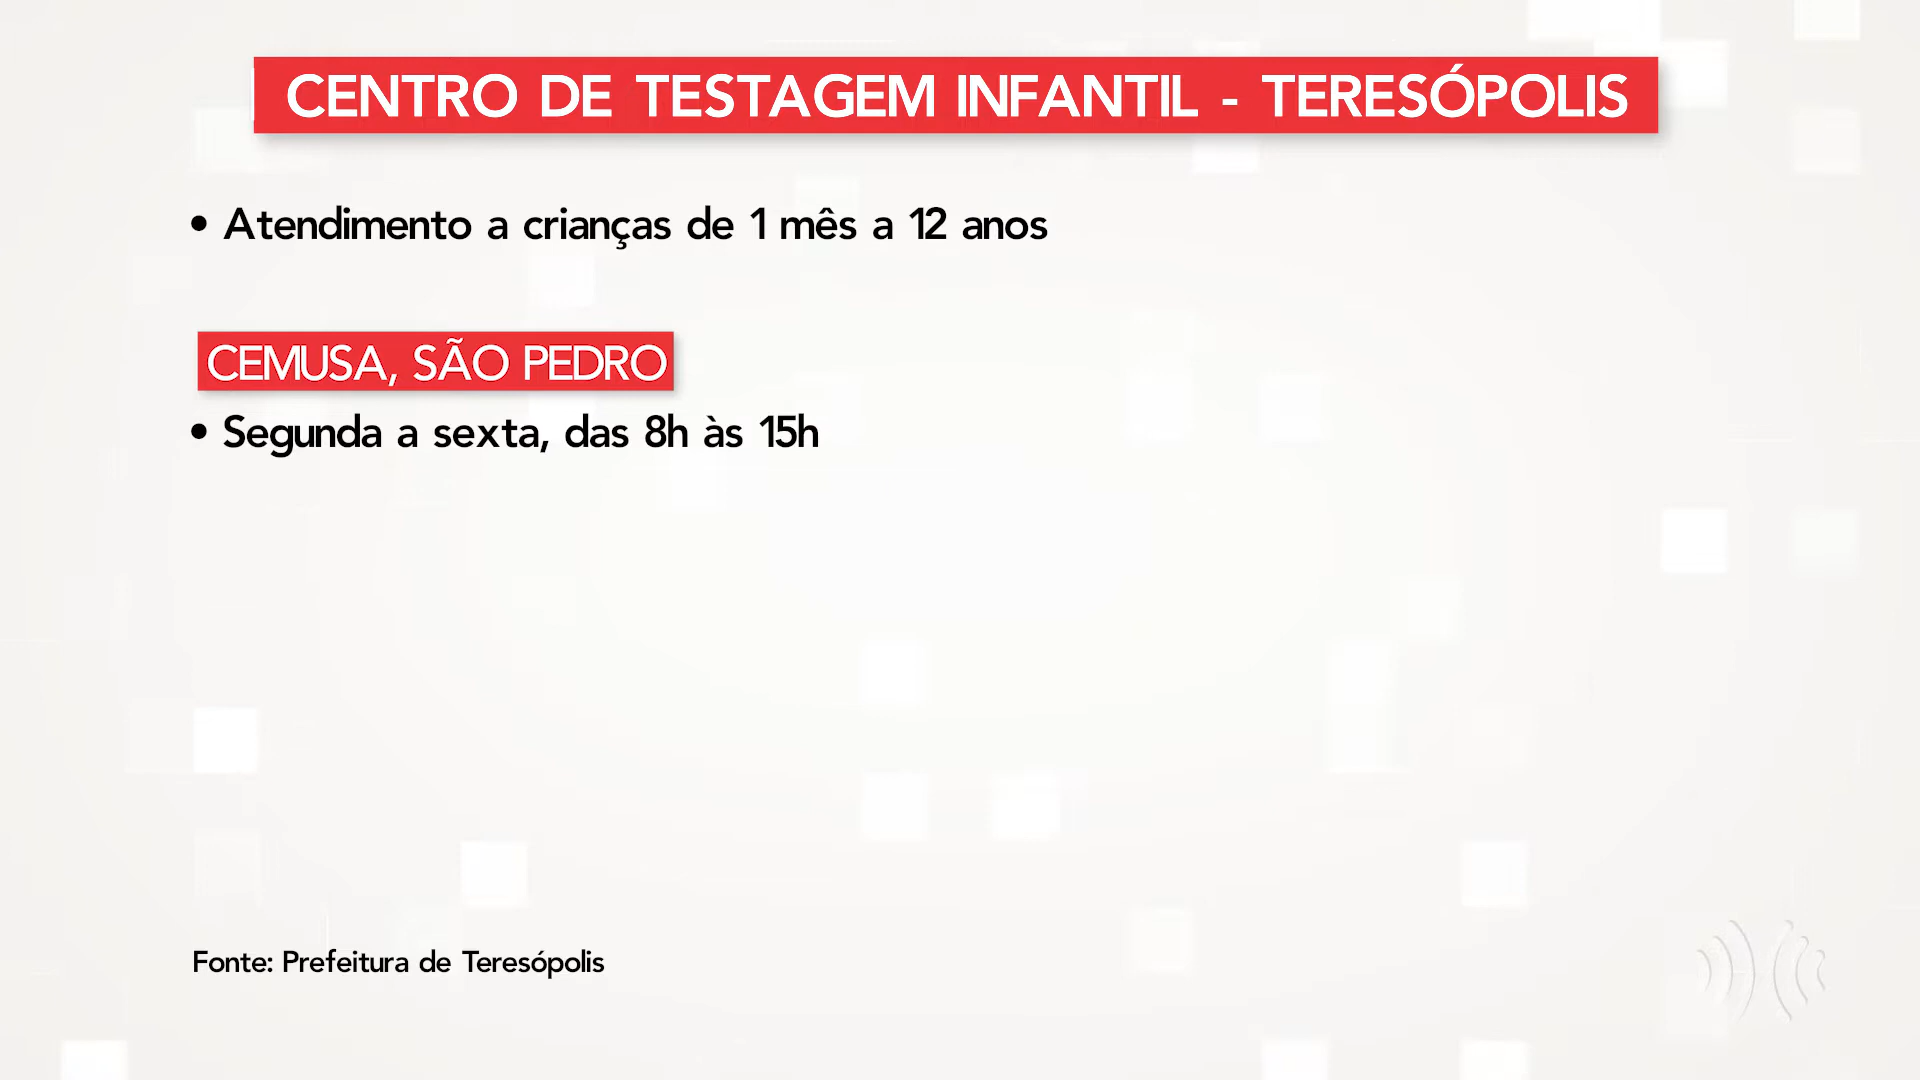 CENTRO DE TESTAGEM INFANTIL - TERESÓPOLIS
• Atendimento a crianças de 1 mês a 12 anos
CEMUSA, SÃO PEDRO
• Segunda a sexta, das 8h às 15h
Fonte: Prefeitura de Teresópolis